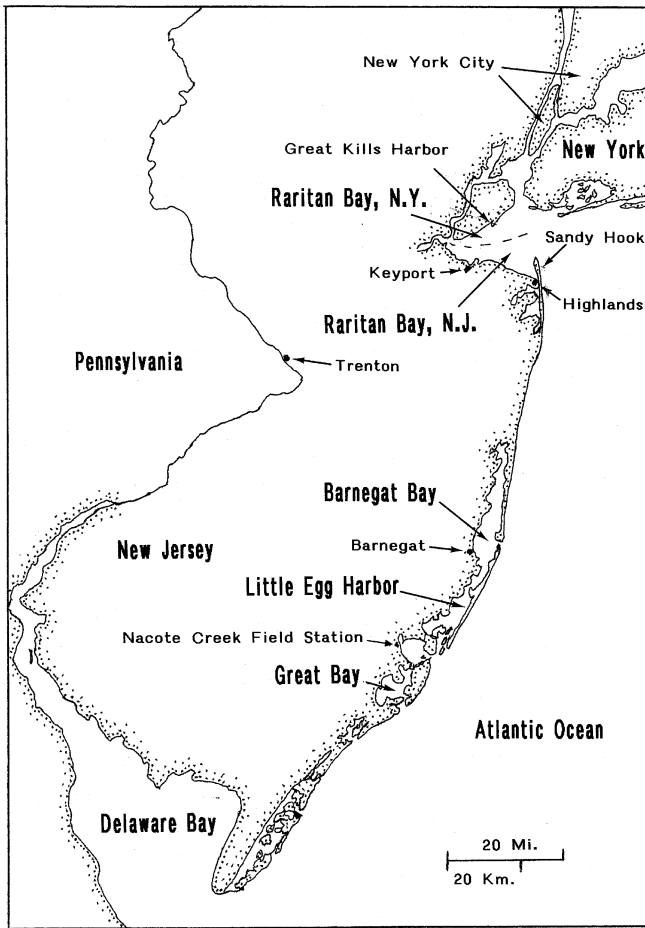 New York City
Great Kills Harbor
New York
Raritan Bay, N.Y.
Sandy Hook
Keyport
Highlands
Raritan Bay, N.J.
Pennsylvania
Trenton
Barnegat Bay
New Jersey
Barnegat
Little Egg Harbor
Nacote Creek Field Station
Great Bay
Atlantic Ocean
Delaware Bay
20 Mi.
20 Km.